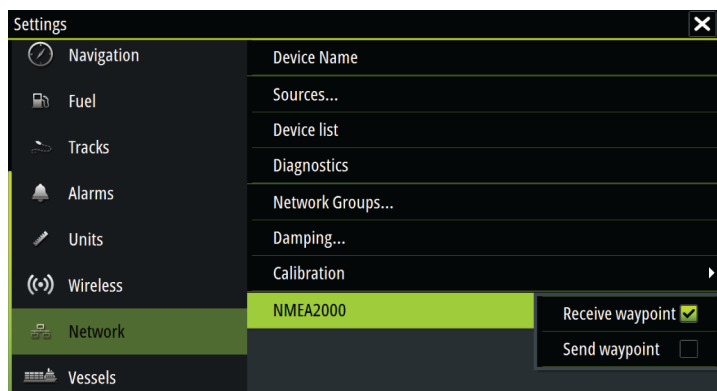 Settings
Navigation
Fuel
Tracks
Alarms
Units
Wireless
Network
Vessels
Device Name
Sources...
Device list
Diagnostics
Network Groups...
Damping...
Calibration
NMEA2000
Receive waypoint
Send waypoint